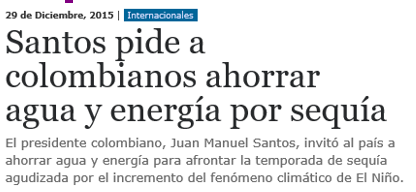 29 de Diciembre, 2015 | Internacionales
Santos pide a
colombianos ahorrar
agua y energía por sequía
El presidente colombiano, Juan Manuel Santos, invitó al país a
ahorrar agua y energía para afrontar la temporada de sequía
agudizada por el incremento del fenómeno climático de El Niño.